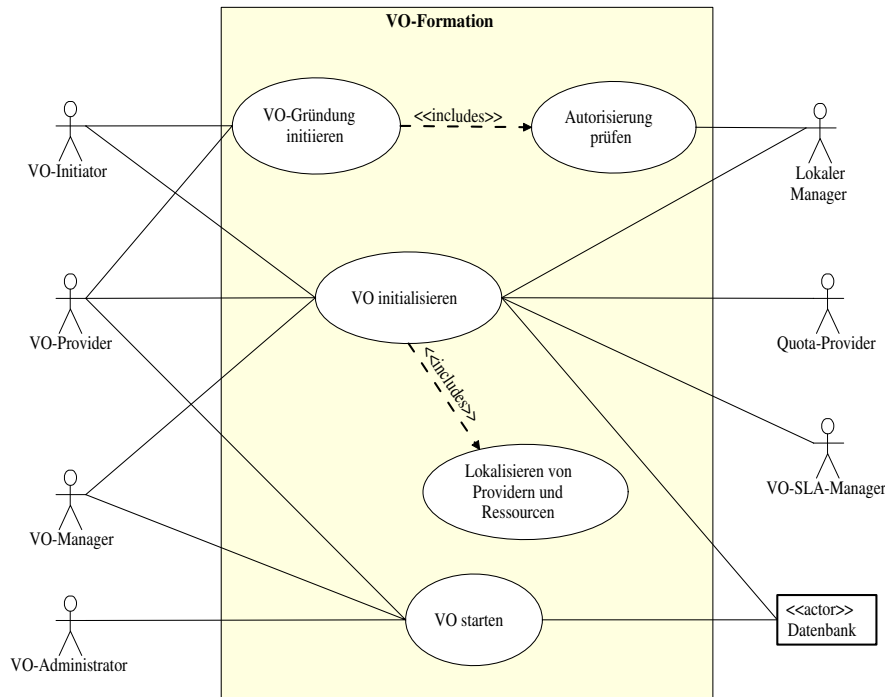 VO-Formation
VO-Gründung
initiieren
<<includes>>
Autorisierung
prüfen
VO-Initiator
Lokaler
Manager
VO initialisieren
VO-Provider
Quota-Provider
<<includes>>
Lokalisieren von
Providern und
Ressourcen
VO-SLA-Manager
VO-Manager
VO starten
<<actor>>
Datenbank
VO-Administrator